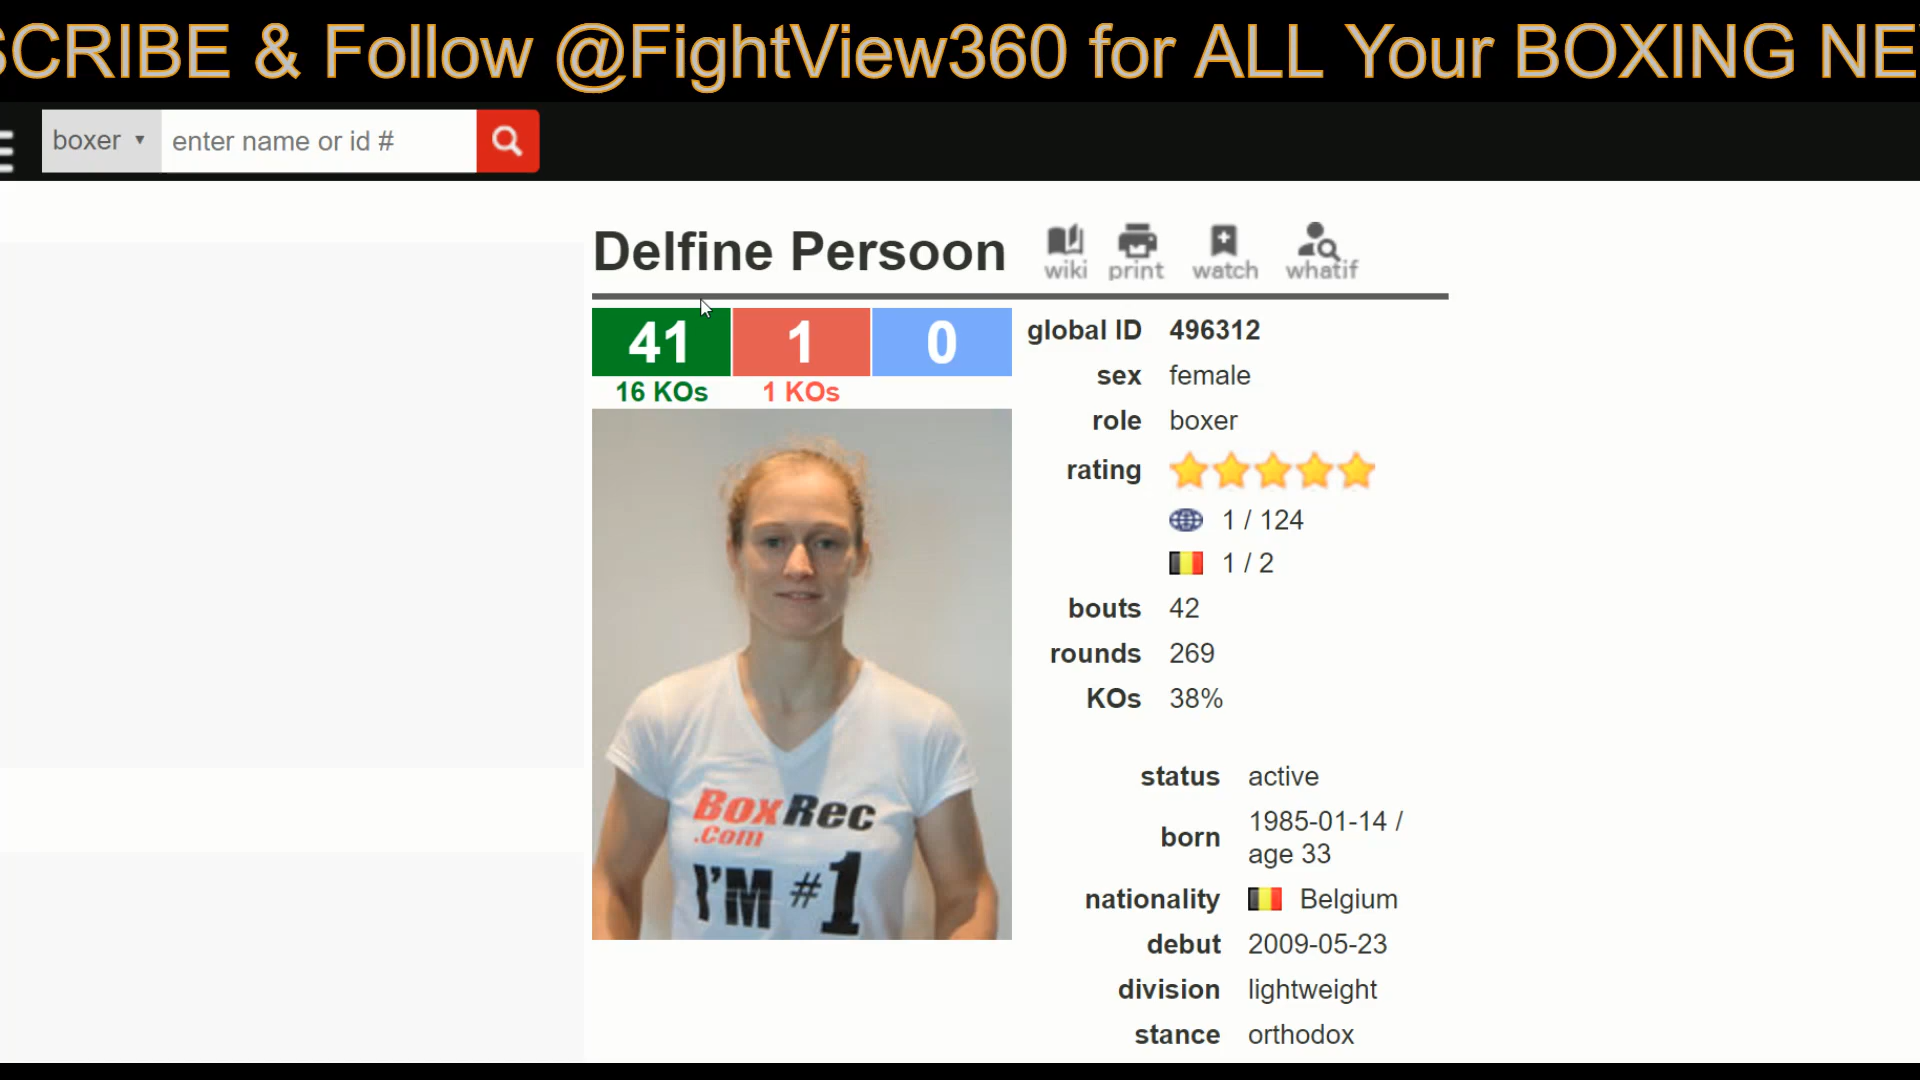 SCRIBE & Follow @FightView360 for ALL Your BOXING NE
boxer ▼ enter name or id #
Delfine Persoon
wiki print watch whatif
41 1 0
16 KOs 1 KOs
global ID 496312
sex female
role boxer
rating
1 / 124
1 / 2
bouts 42
rounds 269
KOs 38%
status active
born 1985-01-14 /
age 33
nationality Belgium
debut 2009-05-23
division lightweight
stance orthodox
BoxRec
.com
I'M #1